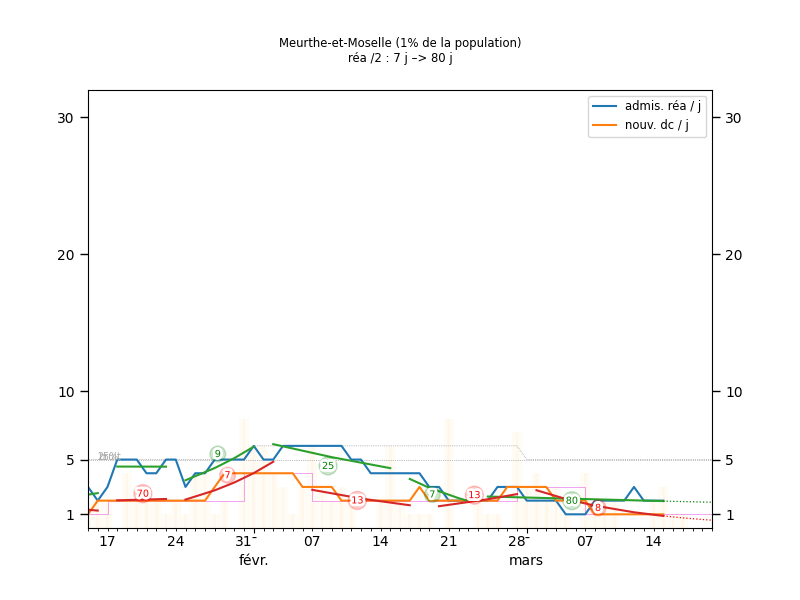 Meurthe-et-Moselle (1% de la population)
réa /2 : 7 j –> 80 j
admis. réa / j
nouv. dc / j
30 30
20 20
10 10
5 5
1 1
9
7
70
25
13
7
13
80
8
17 24 31 07 14 21 28 07 14
févr. mars